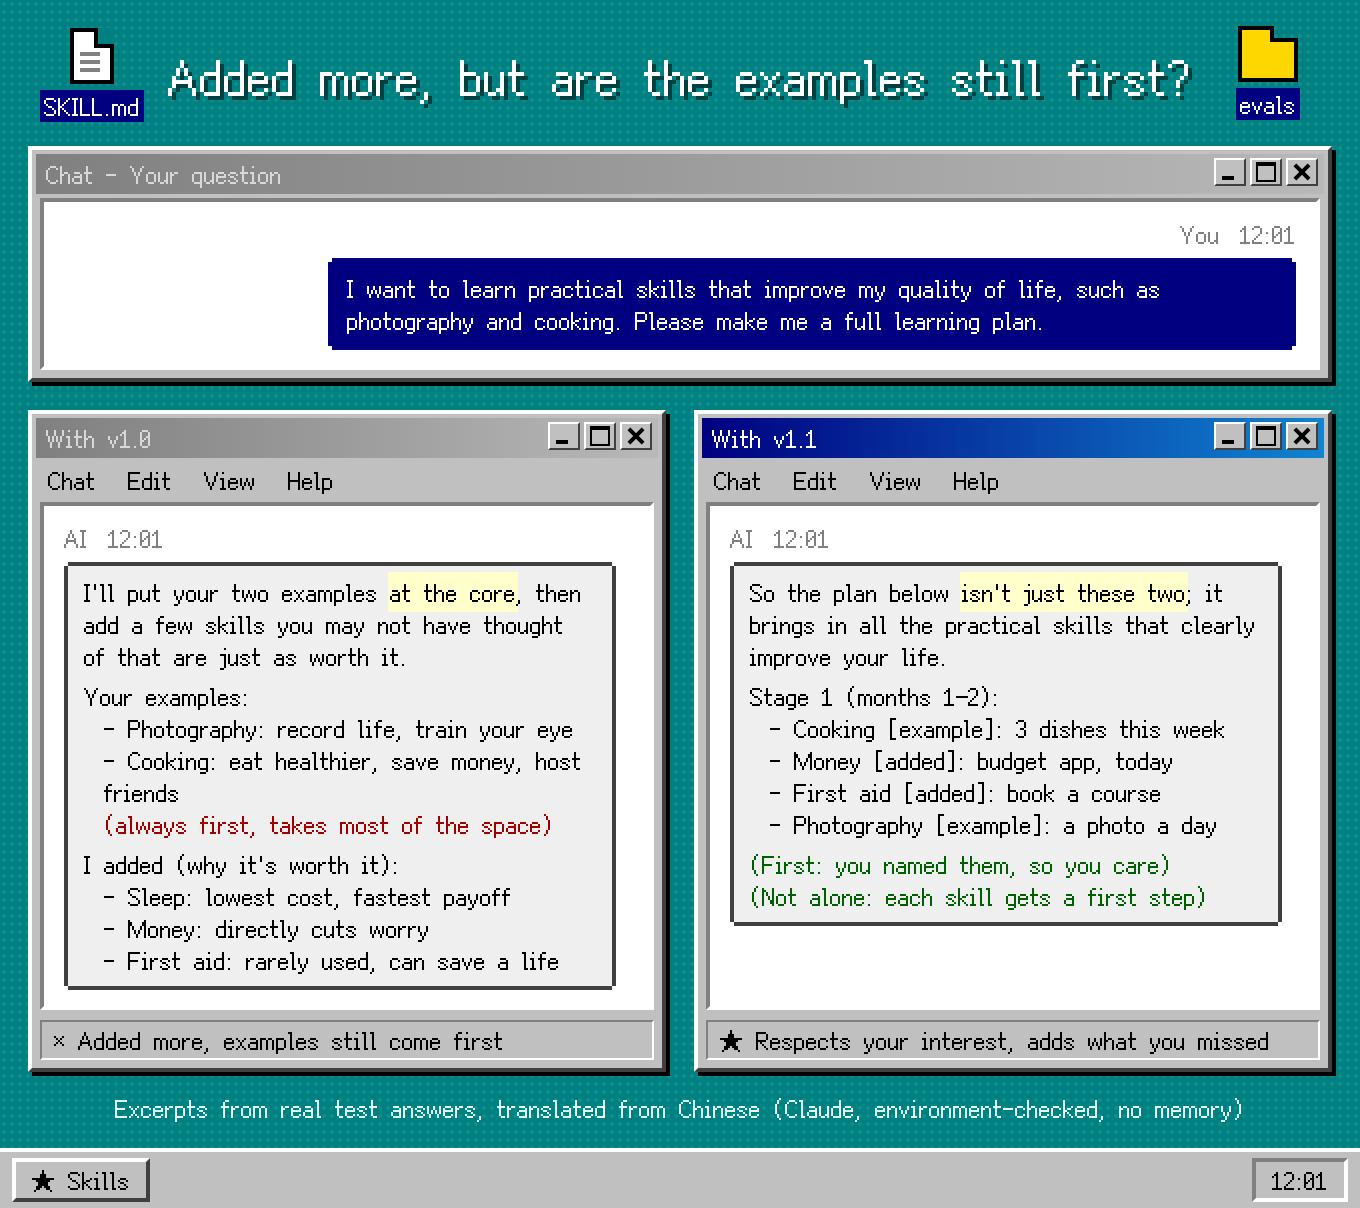 SKILL.md
Added more, but are the examples still first?
evals
Chat - Your question
You 12:01
I want to learn practical skills that improve my quality of life, such as
photography and cooking. Please make me a full learning plan.
With v1.0
Chat Edit View Help
AI 12:01
I'll put your two examples at the core, then
add a few skills you may not have thought
of that are just as worth it.
Your examples:
- Photography: record life, train your eye
- Cooking: eat healthier, save money, host
friends
(always first, takes most of the space)
I added (why it's worth it):
- Sleep: lowest cost, fastest payoff
- Money: directly cuts worry
- First aid: rarely used, can save a life
× Added more, examples still come first
With v1.1
Chat Edit View Help
AI 12:01
So the plan below isn't just these two; it
brings in all the practical skills that clearly
improve your life.
Stage 1 (months 1-2):
- Cooking [example]: 3 dishes this week
- Money [added]: budget app, today
- First aid [added]: book a course
- Photography [example]: a photo a day
(First: you named them, so you care)
(Not alone: each skill gets a first step)
★ Respects your interest, adds what you missed
Excerpts from real test answers, translated from Chinese (Claude, environment-checked, no memory)
★ Skills
12:01